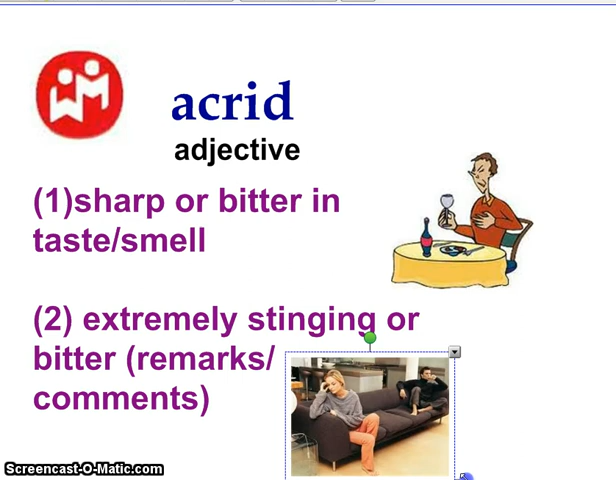 acrid
adjective
(1)sharp or bitter in
taste/smell
(2) extremely stinging or
bitter (remarks/
comments)
Screencast-O-Matic.com